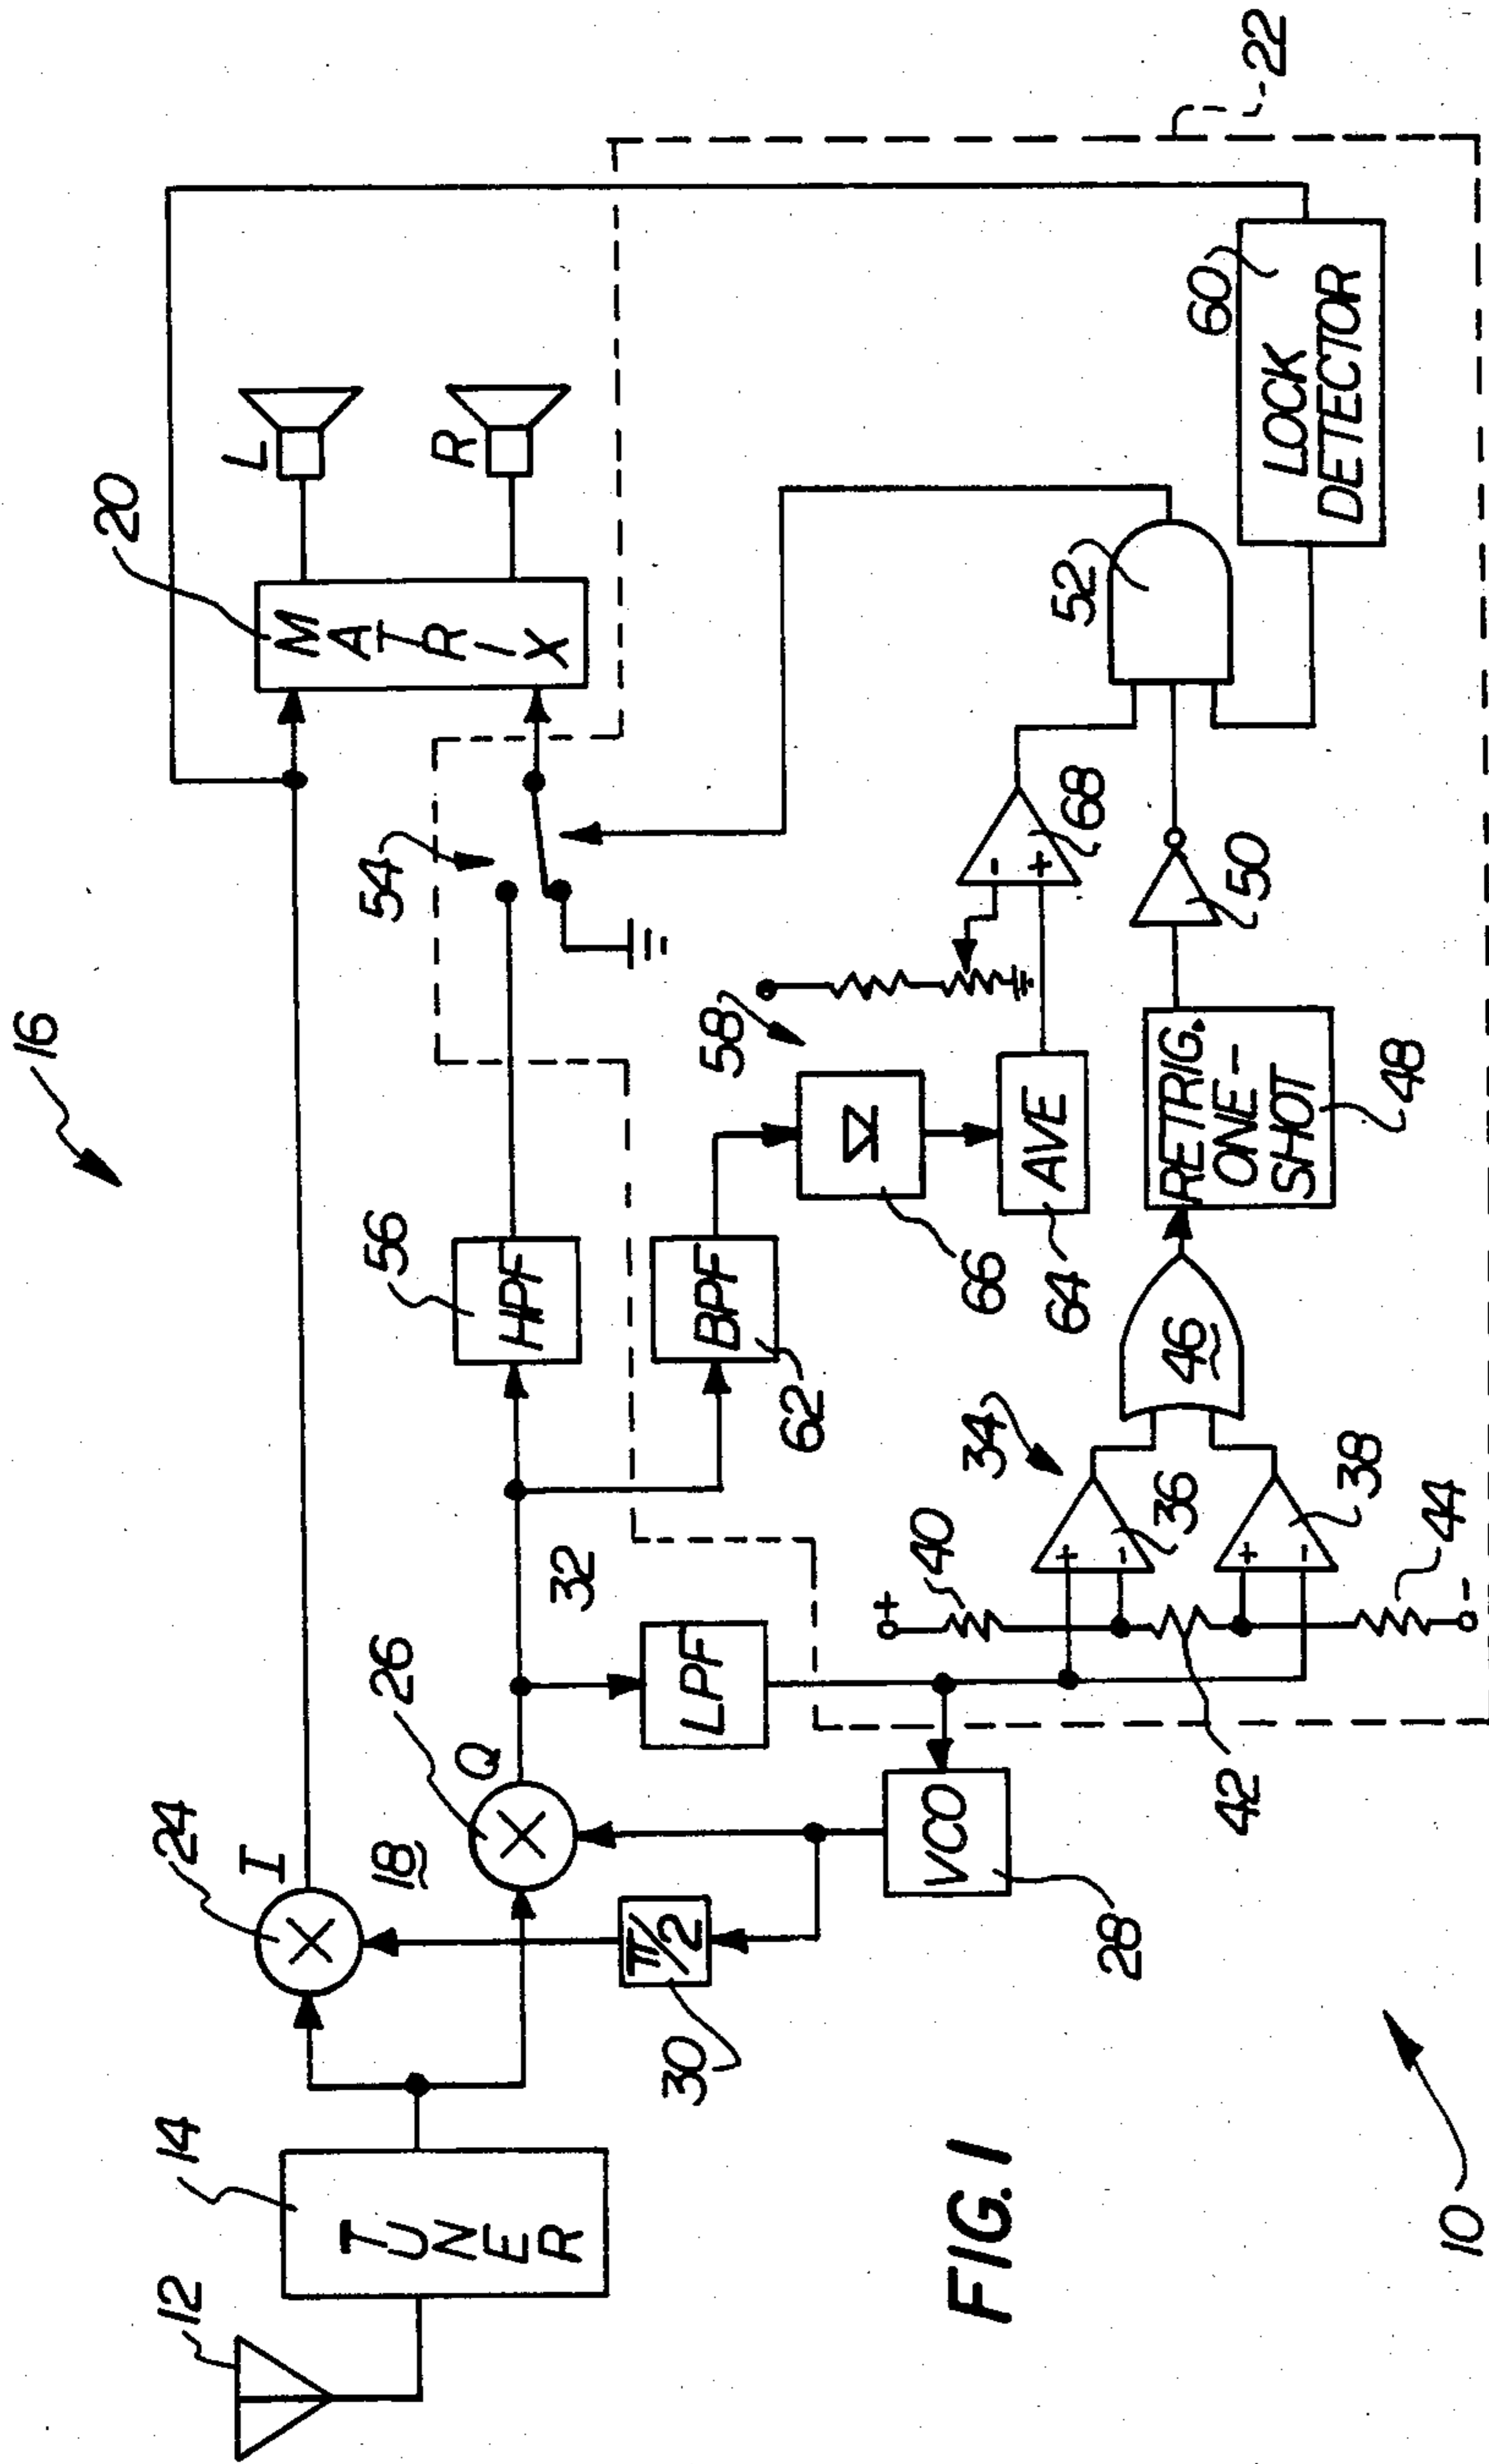 16
12
14
TUNER
24
I
18
26
Q
30
π/2
VCO
28
LPF
32
56
HPF
BPF
62
54
20
MATRIX
L
R
22
58
66
AVE
64
68
-
+
34
40
+
36
+
-
42
38
+
-
44
-
46
RETRIG.
ONE-
SHOT
48
50
52
60
LOCK
DETECTOR
FIG. 1
10